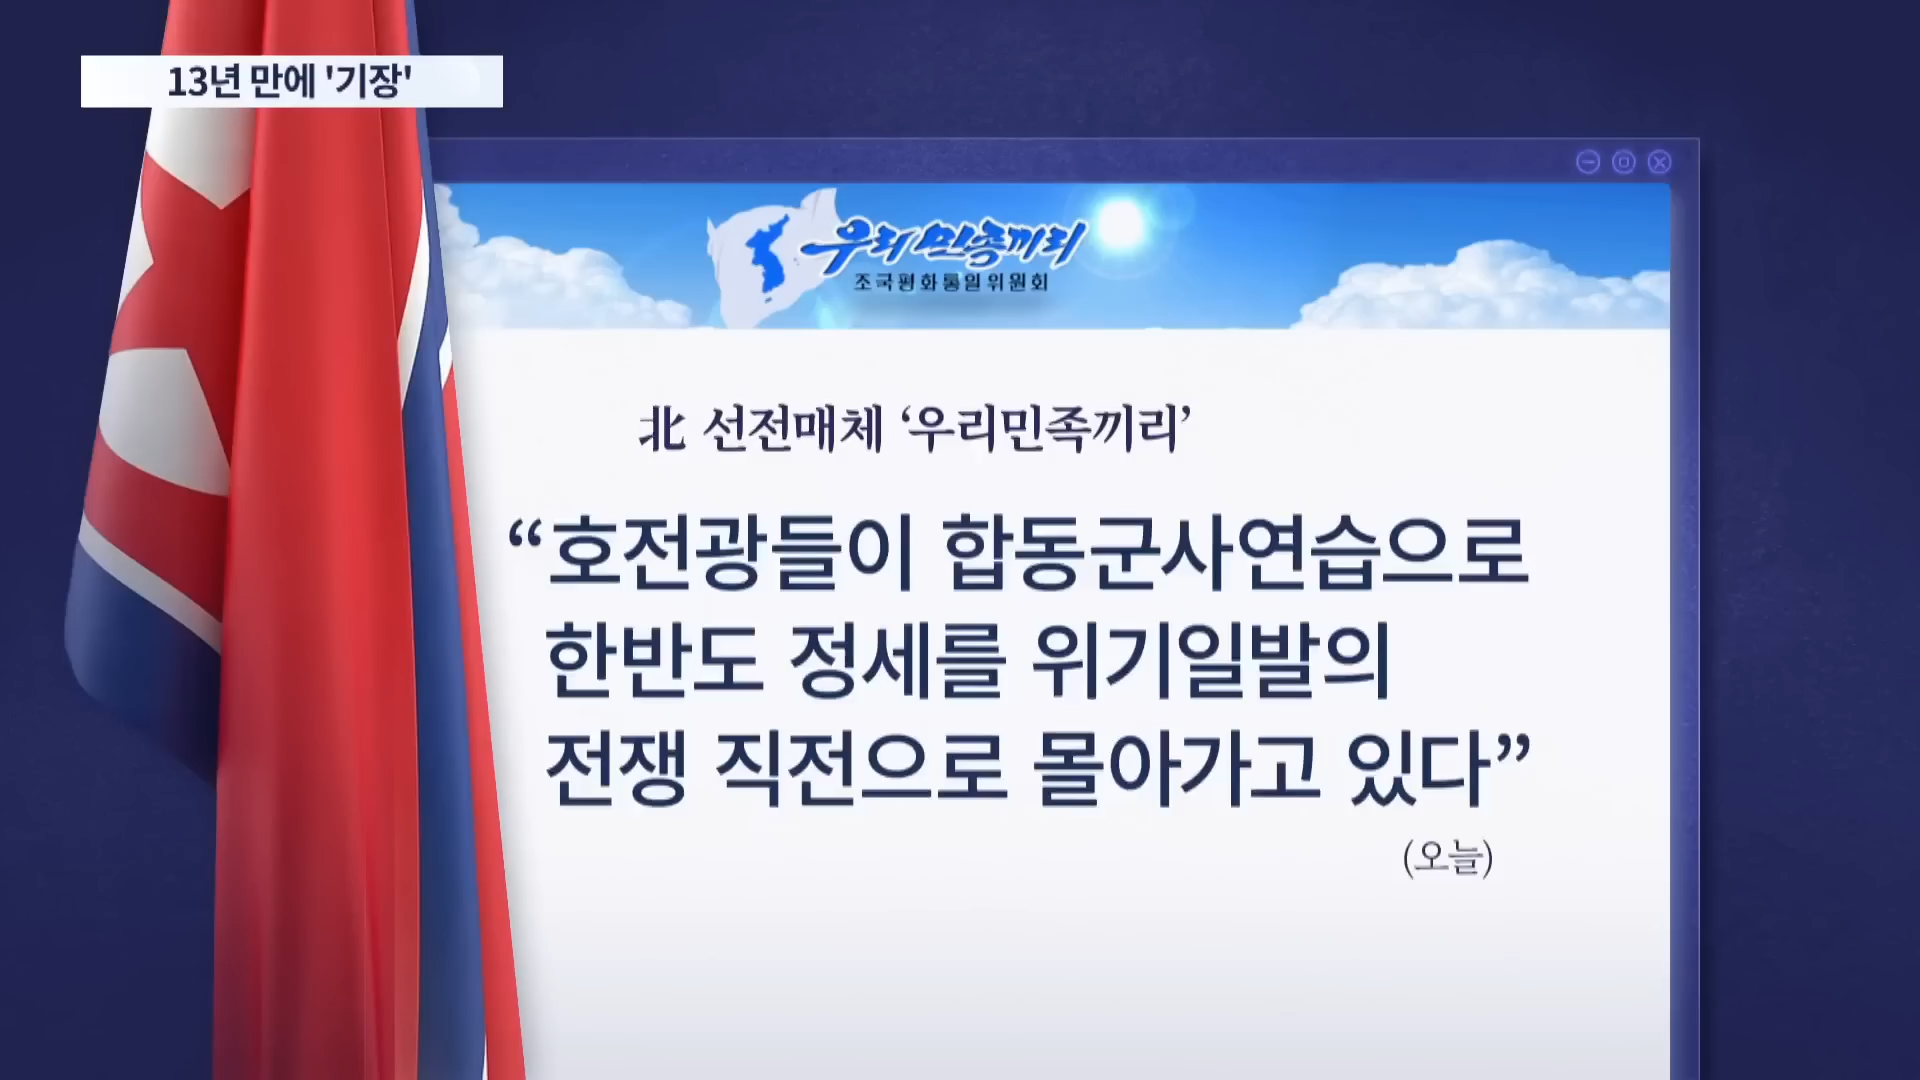 13년 만에 '기장'
우리민족끼리
조국평화통일위원회
北 선전매체 ‘우리민족끼리’
“호전광들이 합동군사연습으로
한반도 정세를 위기일발의
전쟁 직전으로 몰아가고 있다”
(오늘)